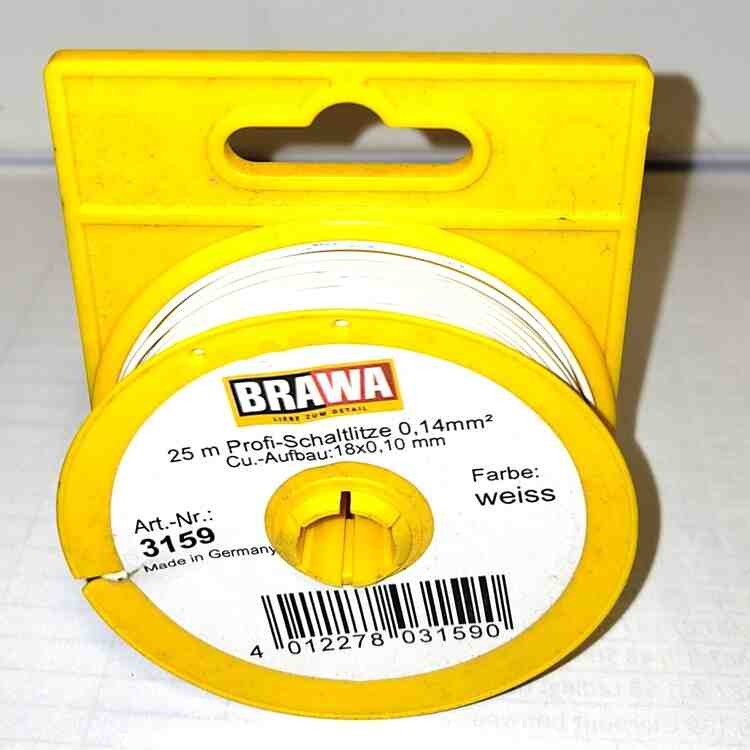 BRAWA
LIEBE ZUM DETAIL
25 m Profi-Schaltlitze 0,14mm²
Cu.-Aufbau:18x0,10 mm
Farbe:
weiss
Art.-Nr.:
3159
Made in Germany
4 012278 031590